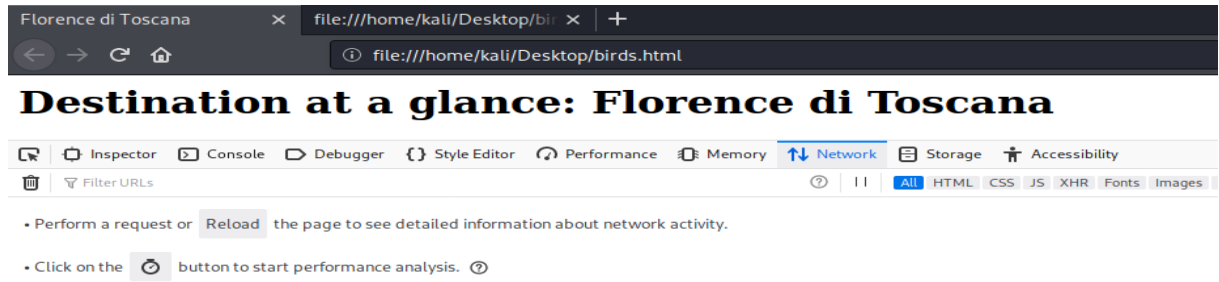 Florence di Toscana file:///home/kali/Desktop/bir
file:///home/kali/Desktop/birds.html
Destination at a glance: Florence di Toscana
Inspector Console Debugger {} Style Editor Performance Memory Network Storage Accessibility
Filter URLs All HTML CSS JS XHR Fonts Images
• Perform a request or Reload the page to see detailed information about network activity.
• Click on the button to start performance analysis.